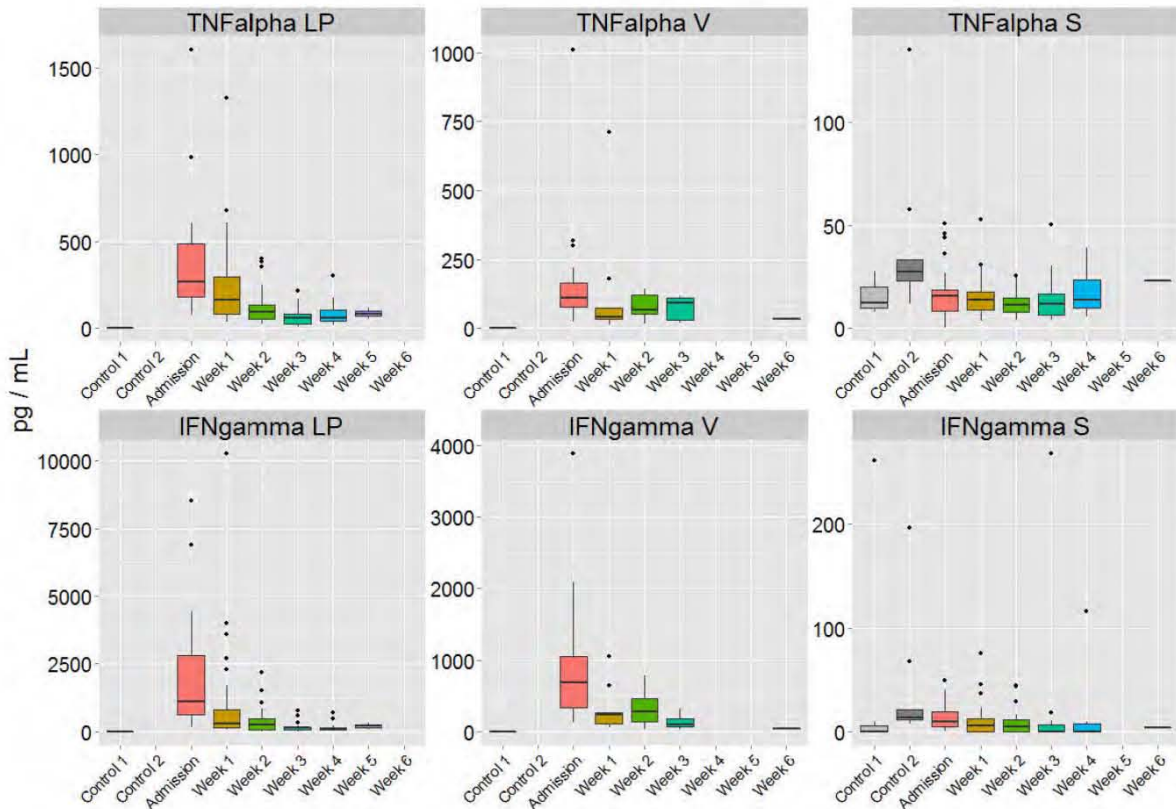 TNFalpha LP
TNFalpha V
TNFalpha S
pg / mL
1500
1000
500
0
1000
750
500
250
0
100
50
0
Control 1
Control 2
Admission
Week 1
Week 2
Week 3
Week 4
Week 5
Week 6
Control 1
Control 2
Admission
Week 1
Week 2
Week 3
Week 4
Week 5
Week 6
Control 1
Control 2
Admission
Week 1
Week 2
Week 3
Week 4
Week 5
Week 6
IFNgamma LP
IFNgamma V
IFNgamma S
10000
7500
5000
2500
0
4000
3000
2000
1000
0
200
100
0
Control 1
Control 2
Admission
Week 1
Week 2
Week 3
Week 4
Week 5
Week 6
Control 1
Control 2
Admission
Week 1
Week 2
Week 3
Week 4
Week 5
Week 6
Control 1
Control 2
Admission
Week 1
Week 2
Week 3
Week 4
Week 5
Week 6